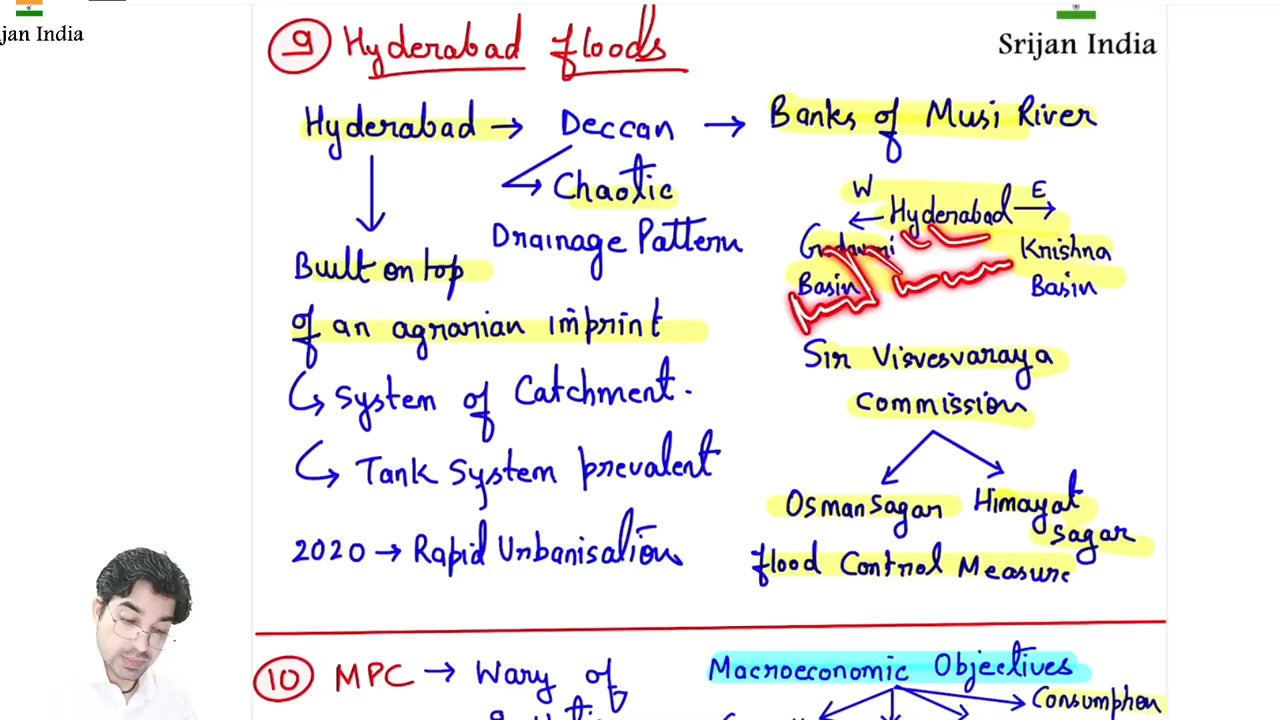 jan India
Srijan India
9 Hyderabad floods
Hyderabad → Deccan → Banks of Musi River
Chaotic
Drainage Pattern
Built on top
of an agrarian imprint
↳ System of Catchment.
↳ Tank System prevalent
2020 → Rapid Urbanisation
W ← Hyderabad → E
Godavari
Basin
Krishna
Basin
Sir Visvesvaraya
Commission
Osmansagar
Himayat
Sagar
flood Control Measure
10 MPC → Wary of
Macroeconomic Objectives